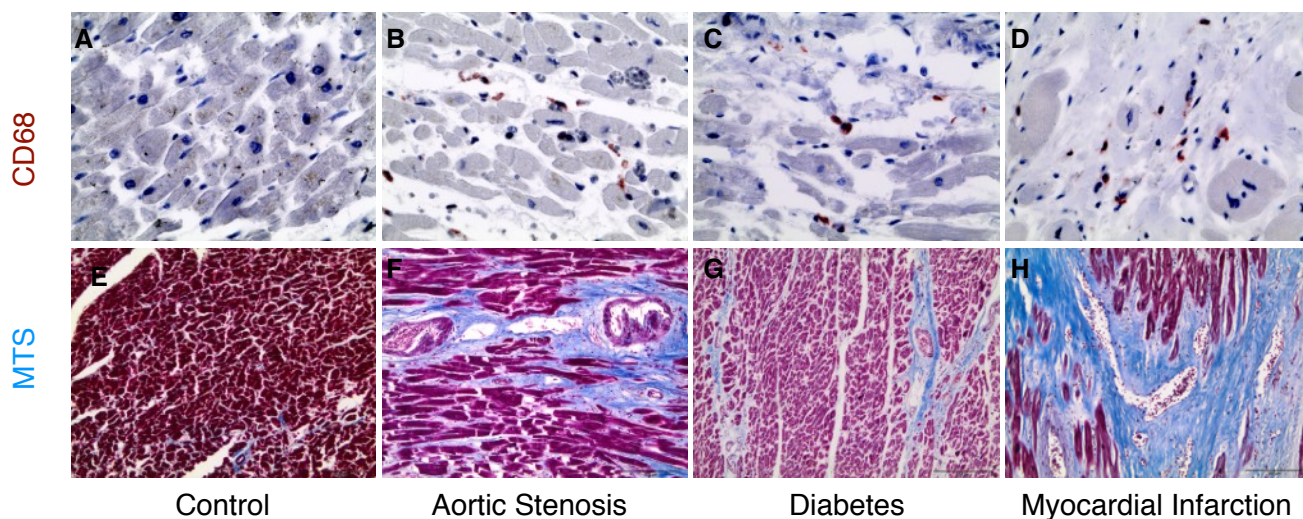 CD68
A
B
C
D
MTS
E
F
G
H
Control
Aortic Stenosis
Diabetes
Myocardial Infarction